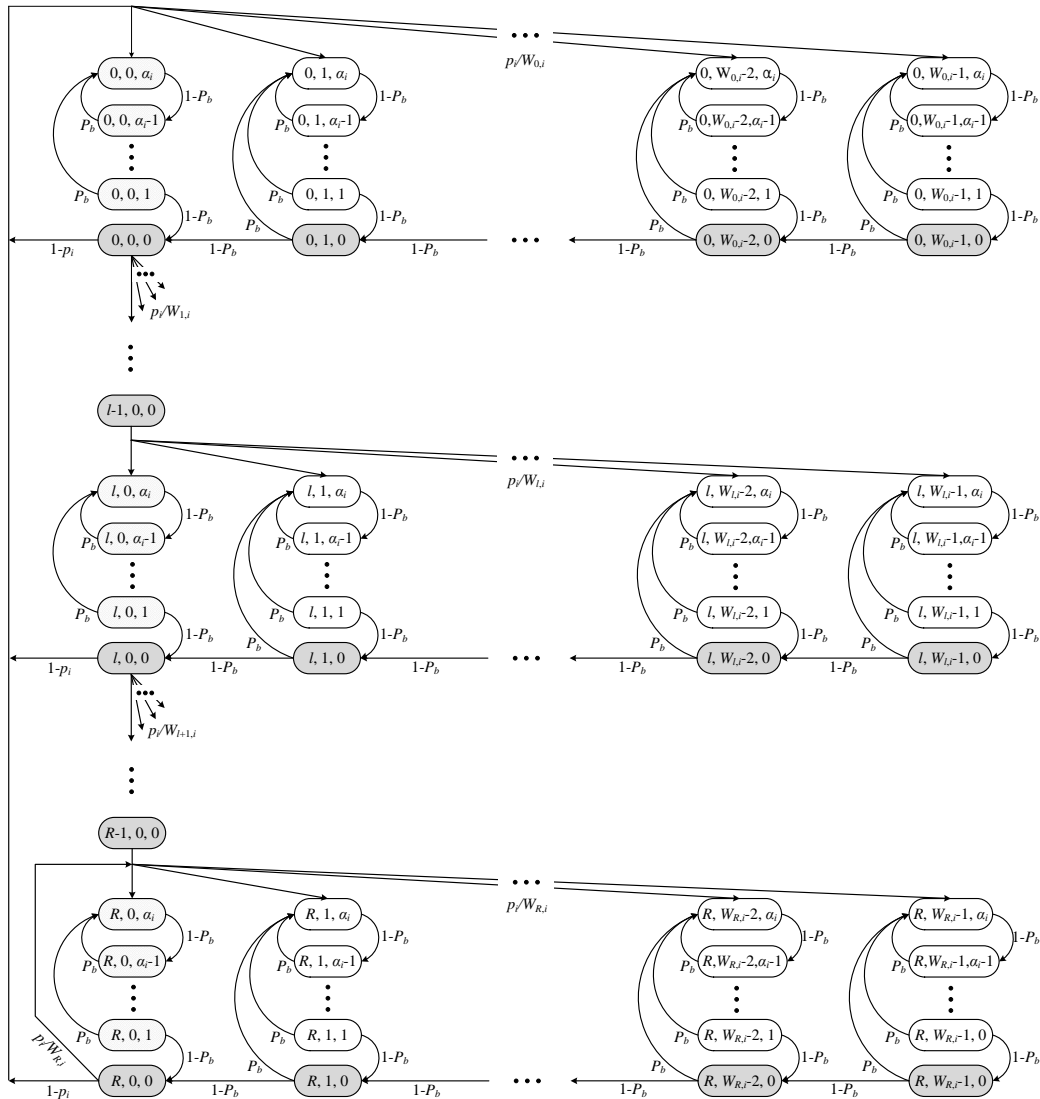 p_i/W_{0,i}
0, 0, α_i
0, 1, α_i
0, W_{0,i}-2, α_i
0, W_{0,i}-1, α_i
1-P_b
1-P_b
1-P_b
1-P_b
P_b
0, 0, α_i-1
P_b
0, 1, α_i-1
P_b
0,W_{0,i}-2,α_i-1
P_b
0,W_{0,i}-1,α_i-1
P_b
0, 0, 1
P_b
0, 1, 1
P_b
0, W_{0,i}-2, 1
P_b
0, W_{0,i}-1, 1
1-P_b
1-P_b
1-P_b
1-P_b
0, 0, 0
0, 1, 0
0, W_{0,i}-2, 0
0, W_{0,i}-1, 0
1-p_i
1-P_b
1-P_b
1-P_b
1-P_b
p_i/W_{1,i}
l-1, 0, 0
p_i/W_{l,i}
l, 0, α_i
l, 1, α_i
l, W_{l,i}-2, α_i
l, W_{l,i}-1, α_i
1-P_b
1-P_b
1-P_b
1-P_b
P_b
l, 0, α_i-1
P_b
l, 1, α_i-1
P_b
l, W_{l,i}-2,α_i-1
P_b
l, W_{l,i}-1,α_i-1
P_b
l, 0, 1
P_b
l, 1, 1
P_b
l, W_{l,i}-2, 1
P_b
l, W_{l,i}-1, 1
1-P_b
1-P_b
1-P_b
1-P_b
l, 0, 0
l, 1, 0
l, W_{l,i}-2, 0
l, W_{l,i}-1, 0
1-p_i
1-P_b
1-P_b
1-P_b
1-P_b
p_i/W_{l+1,i}
R-1, 0, 0
p_i/W_{R,i}
R, 0, α_i
R, 1, α_i
R, W_{R,i}-2, α_i
R, W_{R,i}-1, α_i
1-P_b
1-P_b
1-P_b
1-P_b
P_b
R, 0, α_i-1
P_b
R, 1, α_i-1
P_b
R,W_{R,i}-2,α_i-1
P_b
R,W_{R,i}-1,α_i-1
P_b
R, 0, 1
P_b
R, 1, 1
P_b
R, W_{R,i}-2, 1
P_b
R, W_{R,i}-1, 0
p_i/W_{R,i}
1-P_b
1-P_b
1-P_b
1-P_b
R, 0, 0
R, 1, 0
R, W_{R,i}-2, 0
R, W_{R,i}-1, 0
1-p_i
1-P_b
1-P_b
1-P_b
1-P_b